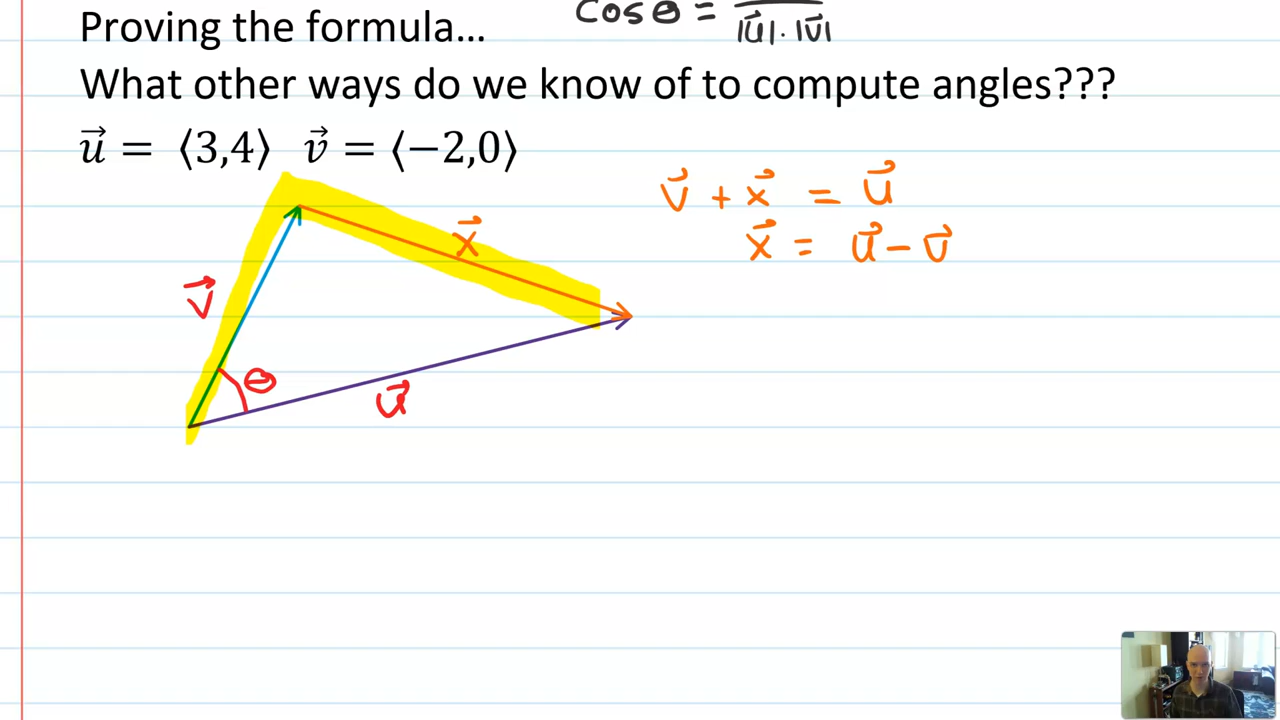 cos θ =
|u⃗| · |v⃗|
Proving the formula...
What other ways do we know of to compute angles???
u⃗ = ⟨3,4⟩ v⃗ = ⟨−2,0⟩
v⃗ + x⃗ = u⃗
x⃗ = u⃗ − v⃗
x⃗
v⃗
θ
u⃗